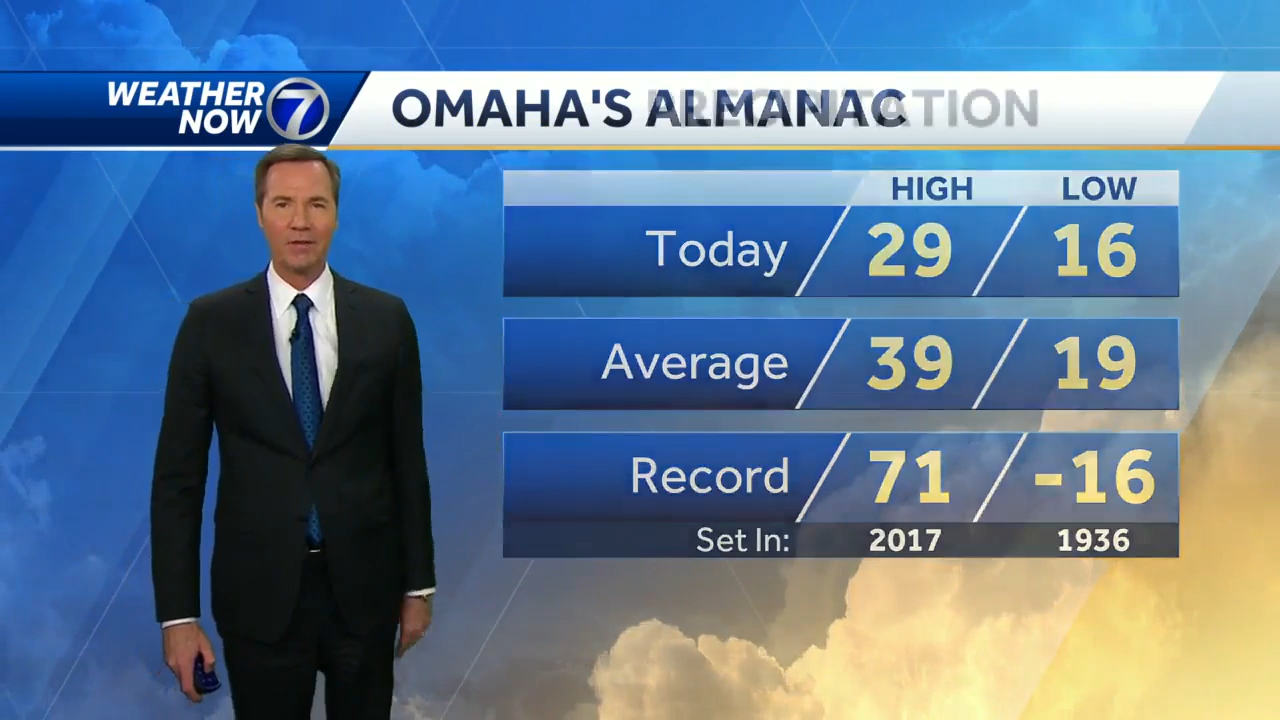 WEATHER
NOW 7
OMAHA'S ALMANAC
PRECIPITATION
HIGH LOW
Today 29 16
Average 39 19
Record 71 -16
Set In: 2017 1936